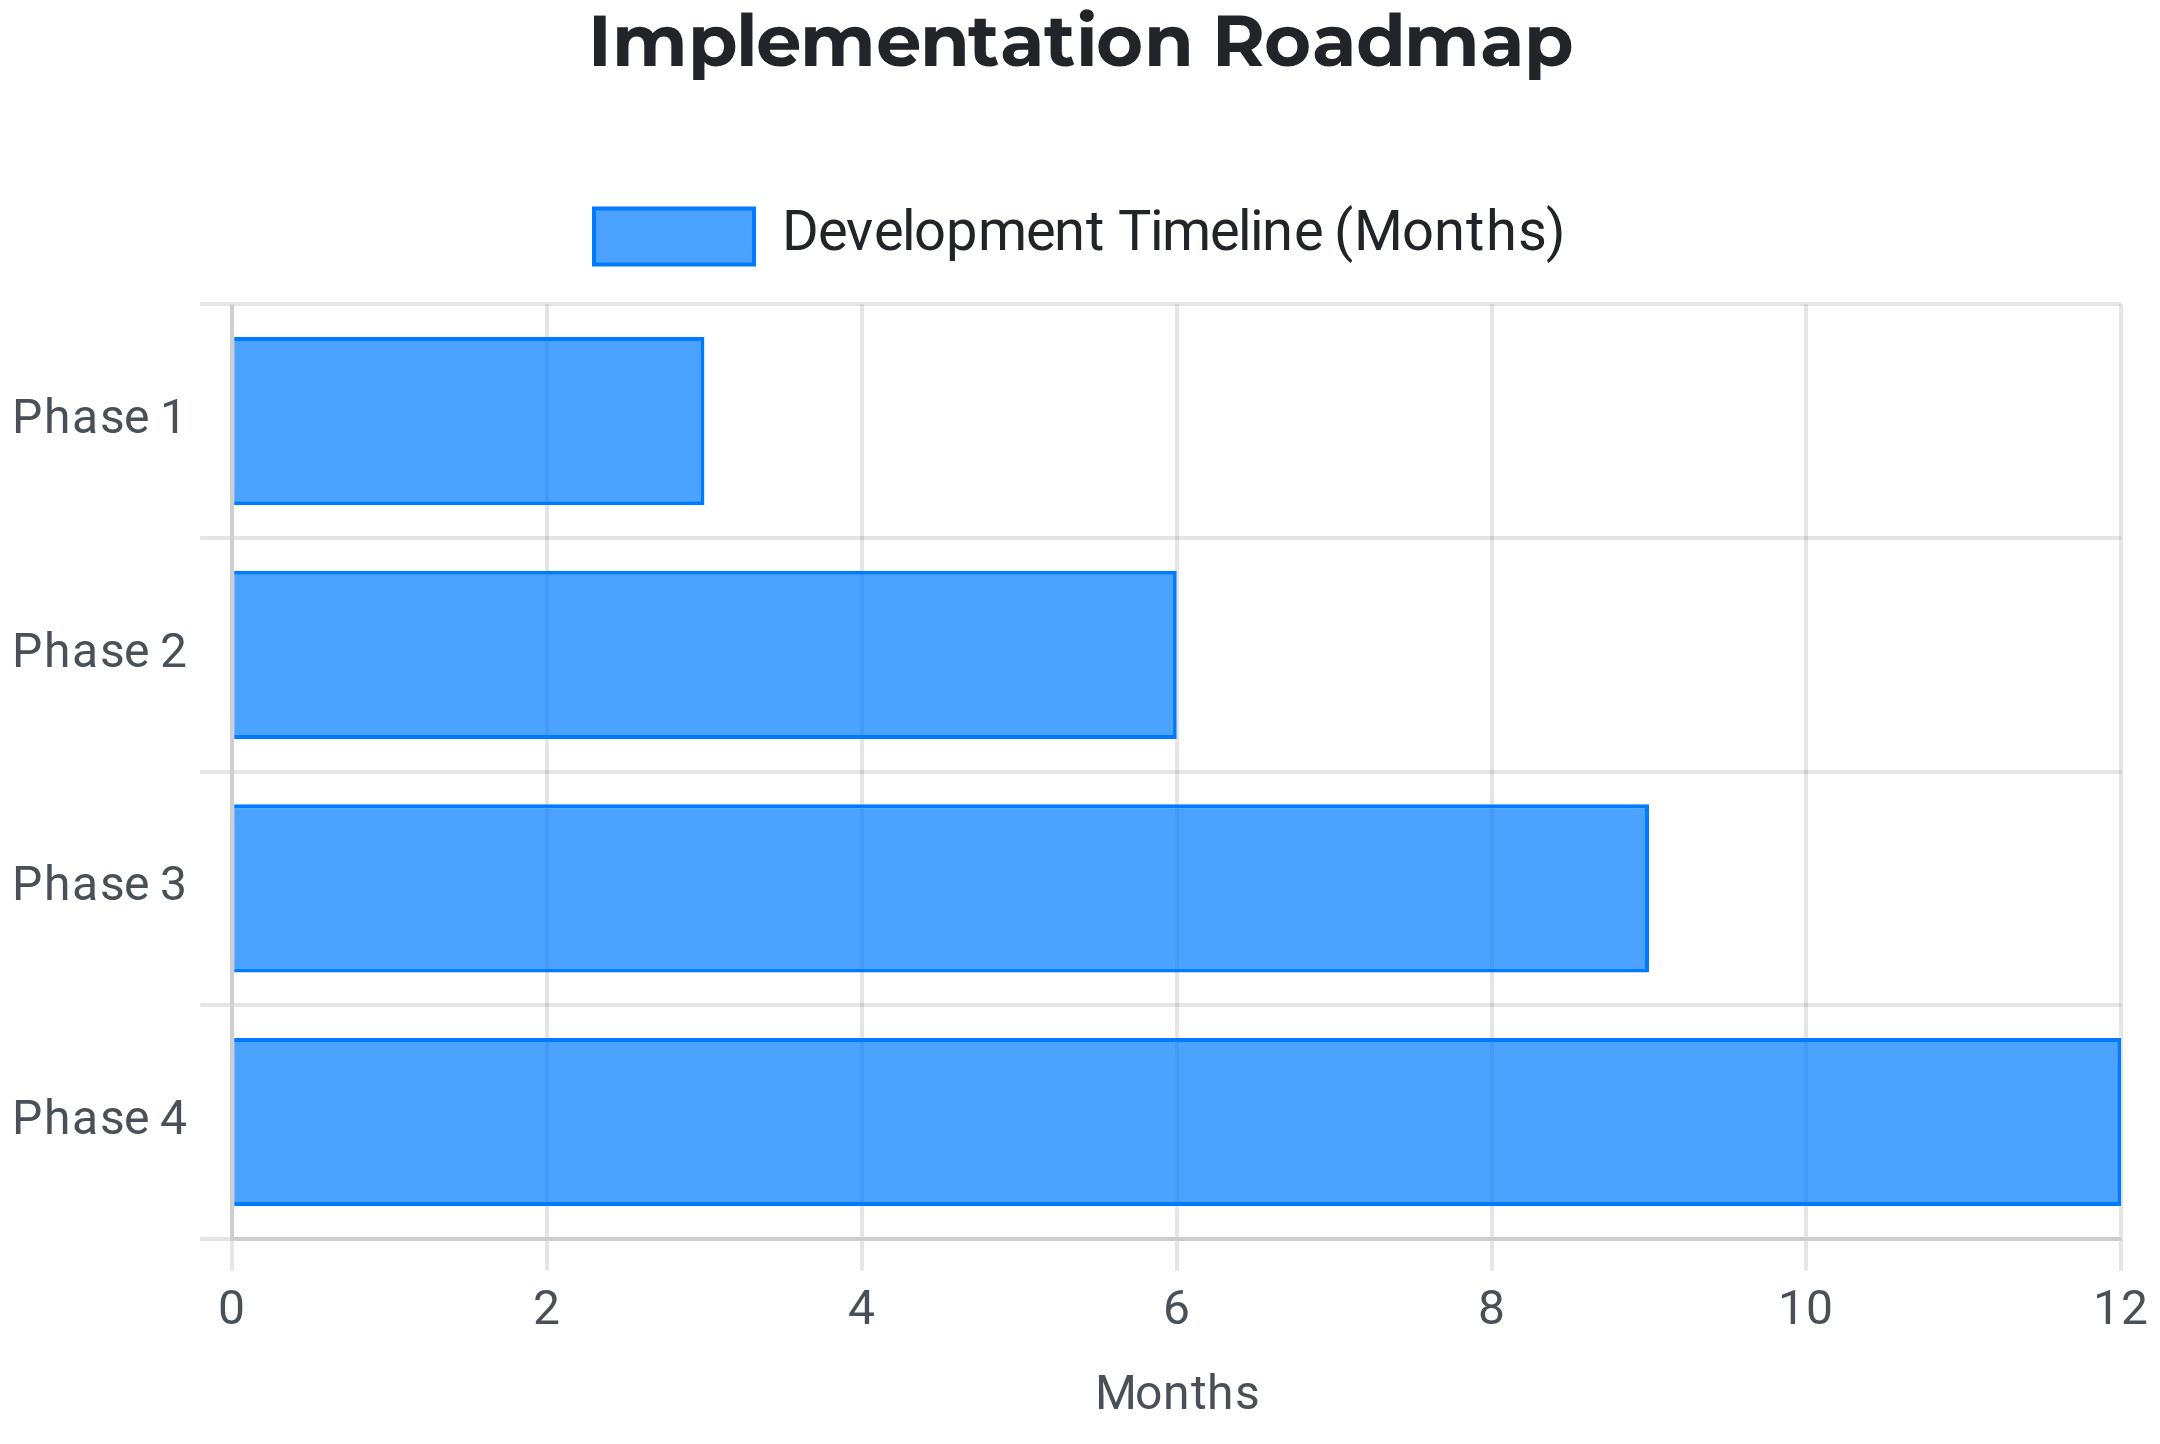 Implementation Roadmap
Development Timeline (Months)
Phase 1
Phase 2
Phase 3
Phase 4
0 2 4 6 8 10 12
Months